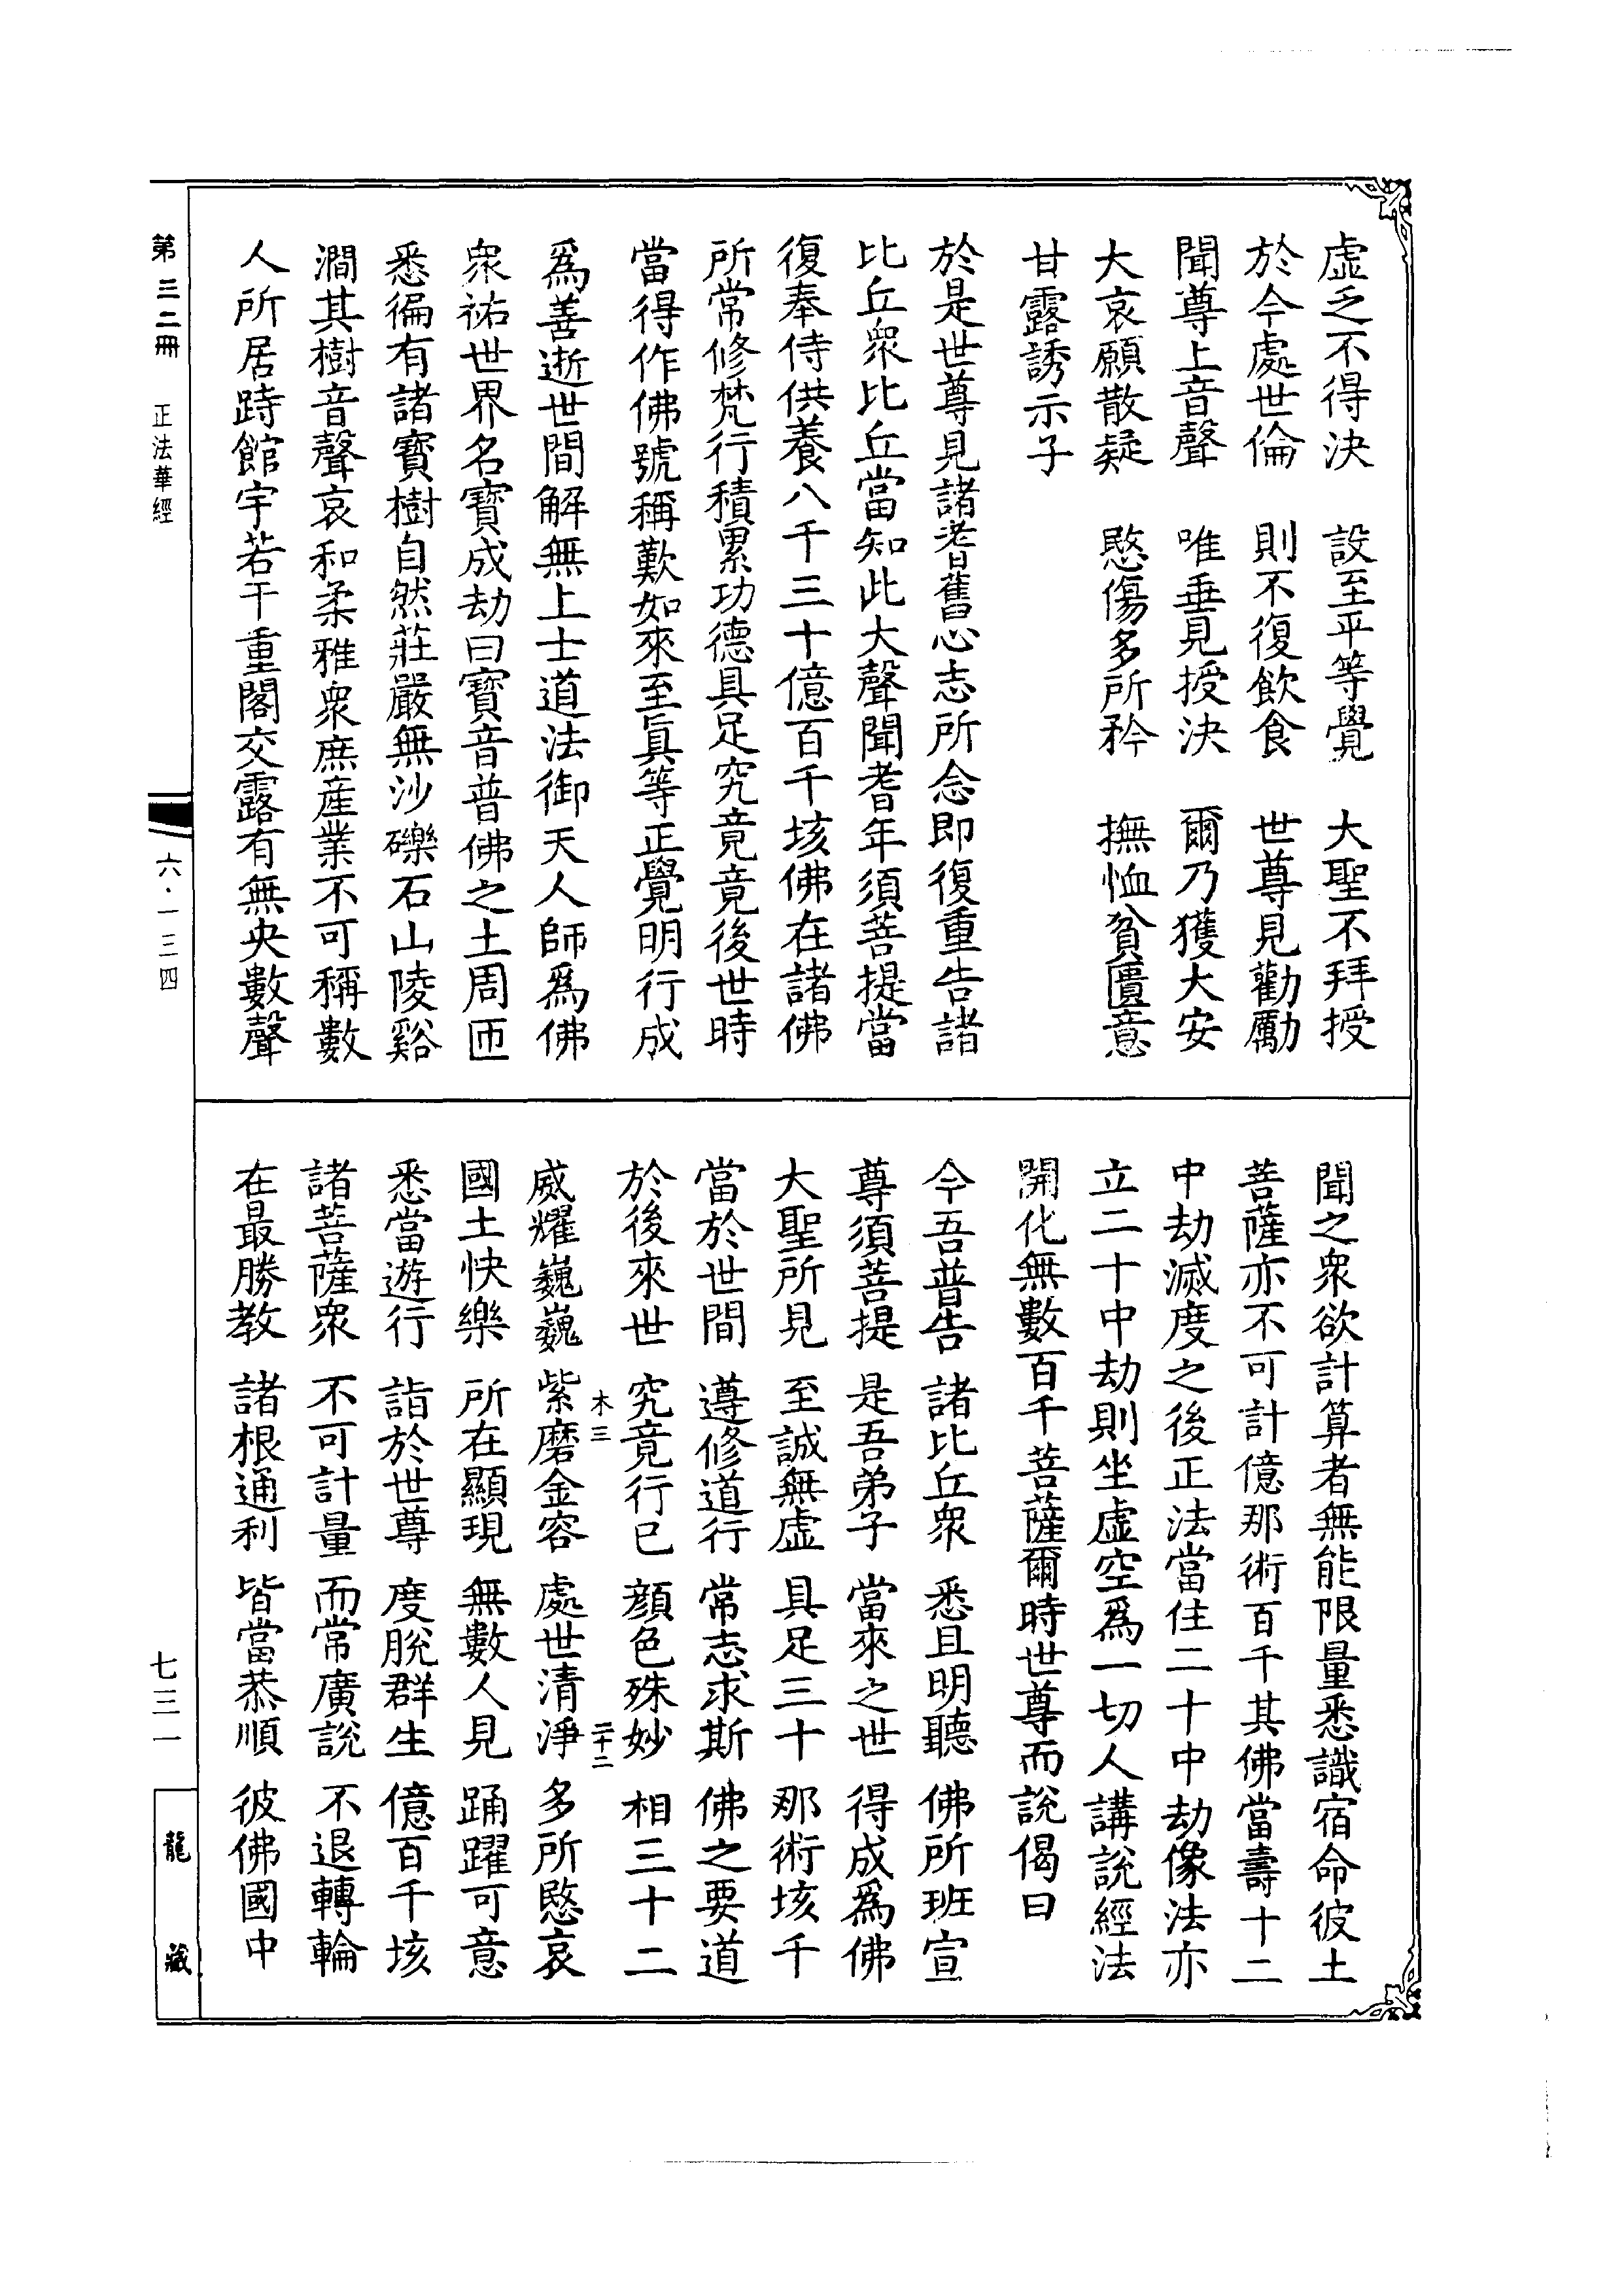 虛乏不得決　設至平等覺　大聖不拜授
於今處世倫　則不復飲食　世尊見勸勵
聞尊上音聲　唯垂見授決　爾乃獲大安
大哀願散疑　愍傷多所矜　撫恤貧匱意
甘露誘示子
於是世尊見諸耆舊心志所念即復重告諸
比丘眾比丘當知此大聲聞耆年須菩提當
復奉侍供養八千三十億百千垓佛在諸佛
所常修梵行積累功德具足究竟竟後世時
當得作佛號稱歎如來至真等正覺明行成
爲善逝世間解無上士道法御天人師爲佛
眾祐世界名寶成劫曰寶音普佛之土周匝
悉徧有諸寶樹自然莊嚴無沙礫石山陵谿
澗其樹音聲哀和柔雅眾庶產業不可稱數
人所居跱館宇若干重閣交露有無央數聲
聞之眾欲計算者無能限量悉識宿命彼土
菩薩亦不可計億那術百千其佛當壽十二
中劫滅度之後正法當住二十中劫像法亦
立二十中劫則坐虛空爲一切人講說經法
開化無數百千菩薩爾時世尊而說偈曰
今吾普告　諸比丘眾　悉且明聽　佛所班宣
尊須菩提　是吾弟子　當來之世　得成爲佛
大聖所見　至誠無虛　具足三十　那術垓千
當於世間　遵修道行　常志求斯　佛之要道
於後來世　究竟行已　顏色殊妙　相三十二
木三　二十二
威耀巍巍　紫磨金容　處世清淨　多所愍哀
國土快樂　所在顯現　無數人見　踊躍可意
悉當遊行　詣於世尊　度脫群生　億百千垓
諸菩薩眾　不可計量　而常廣說　不退轉輪
在最勝教　諸根通利　皆當恭順　彼佛國中
第三二冊　正法華經　六・一三四　七三一　龍藏